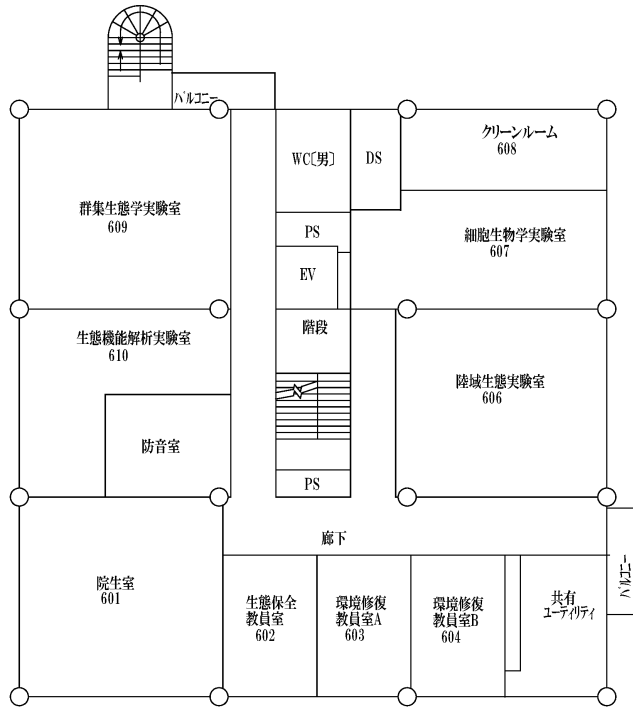 バルコニー
クリーンルーム
608
WC〔男〕
DS
群集生態学実験室
609
PS
細胞生物学実験室
607
EV
階段
生態機能解析実験室
610
陸域生態実験室
606
防音室
PS
廊下
院生室
601
生態保全
教員室
602
環境修復
教員室A
603
環境修復
教員室B
604
共有
ユーティリティ
バルコニー